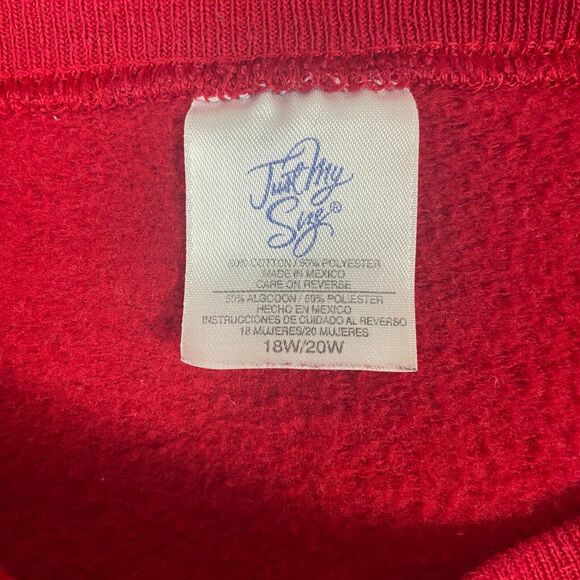 Just My
Size®
50% COTTON / 50% POLYESTER
MADE IN MEXICO
CARE ON REVERSE
50% ALGODON / 50% POLIESTER
HECHO EN MEXICO
INSTRUCCIONES DE CUIDADO AL REVERSO
18 MUJERES/20 MUJERES
18W/20W